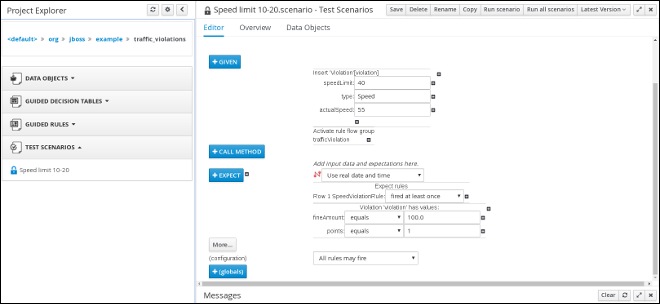 Project Explorer
<default> org jboss example traffic_violations
DATA OBJECTS
GUIDED DECISION TABLES
GUIDED RULES
TEST SCENARIOS
Speed limit 10-20
Speed limit 10-20.scenario - Test Scenarios
Save Delete Rename Copy Run scenario Run all scenarios Latest Version
Editor Overview Data Objects
+ GIVEN
Insert 'Violation'[violation]
speedLimit: 40
type: Speed
actualSpeed: 55
Activate rule flow group
trafficViolation
+ CALL METHOD
Add input data and expectations here.
+ EXPECT
Use real date and time
Expect rules
Row 1 SpeedViolationRule: fired at least once
Violation 'violation' has values:
fineAmount: equals 100.0
points: equals 1
More...
(configuration) All rules may fire
+ (globals)
Messages
Clear